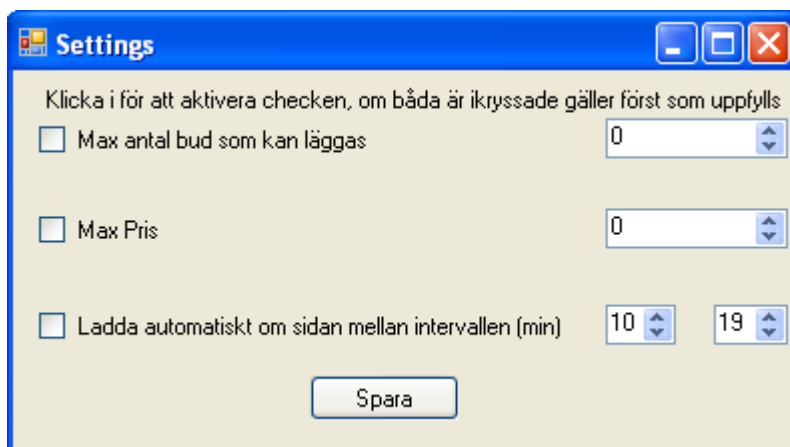 Settings
Klicka i för att aktivera checken, om båda är ikryssade gäller först som uppfylls
Max antal bud som kan läggas 0
Max Pris 0
Ladda automatiskt om sidan mellan intervallen (min) 10 19
Spara